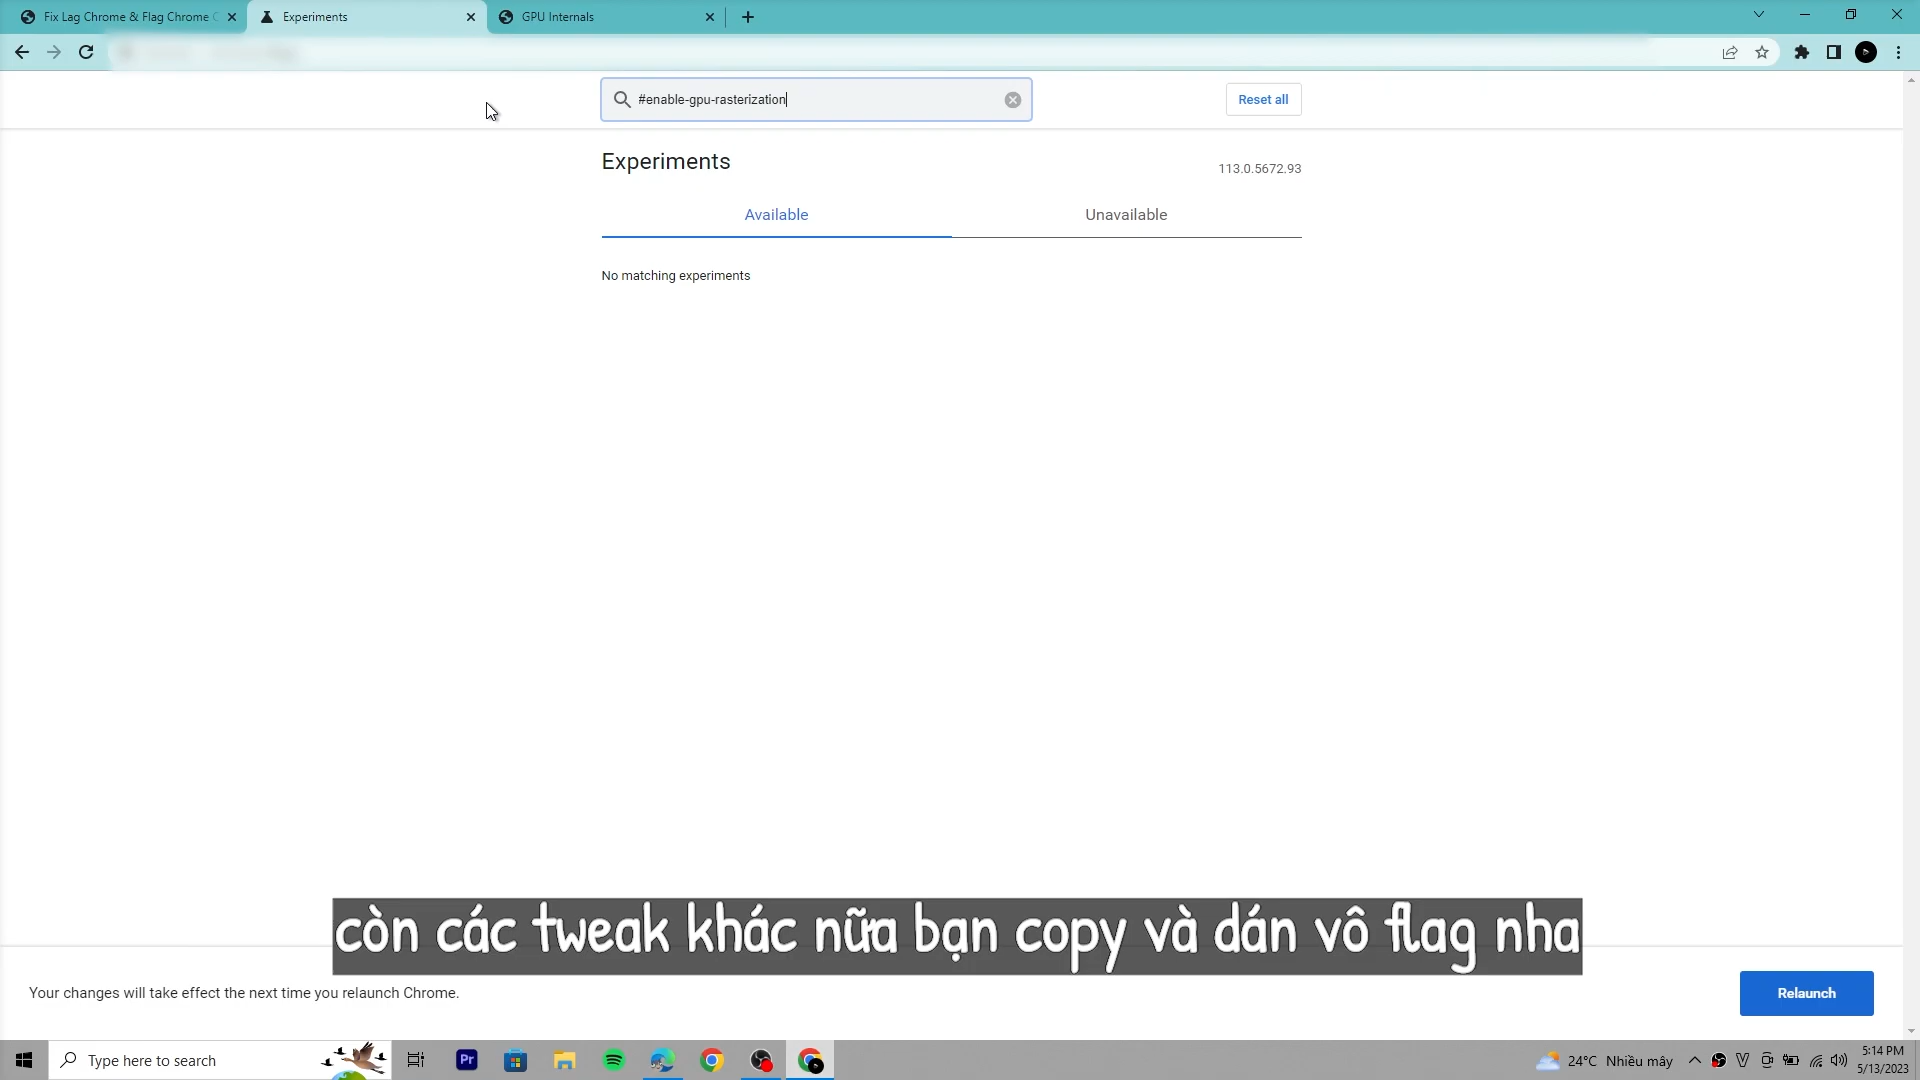 Fix Lag Chrome & Flag Chrome
Experiments
GPU Internals
#enable-gpu-rasterization
Reset all
Experiments
113.0.5672.93
Available
Unavailable
No matching experiments
còn các tweak khác nữa bạn copy và dán vô flag nha
Your changes will take effect the next time you relaunch Chrome.
Relaunch
Type here to search
Pr
24°C Nhiều mây
5:14 PM
5/13/2023